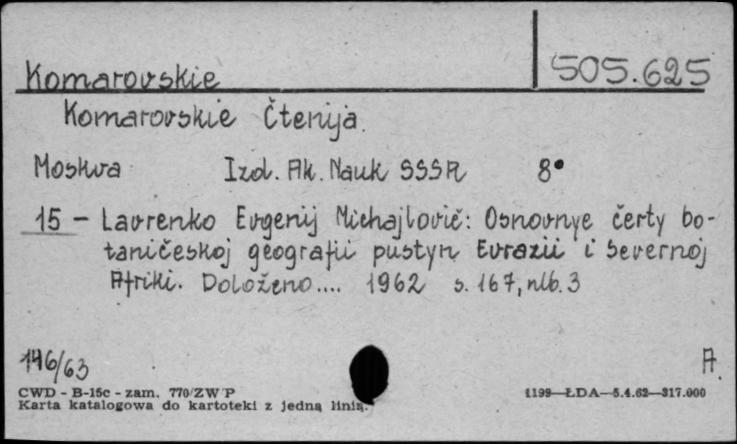 Komarovskie 505.625
Komarovskie Čtenija.
Moskva Izd. Ak. Nauk SSSR 8°
15 - Lavrenko Evgenij Michajlovič: Osnovnye čerty bo-
taničeskoj geografii pustyn Evrazii i Severnoj
Afriki. Doloženo.... 1962 s. 167, nlb. 3
146/63 A.
CWD - B-15c - zam. 770/ZW P 1199—ŁDA—5.4.62—317.000
Karta katalogowa do kartoteki z jedną linią.